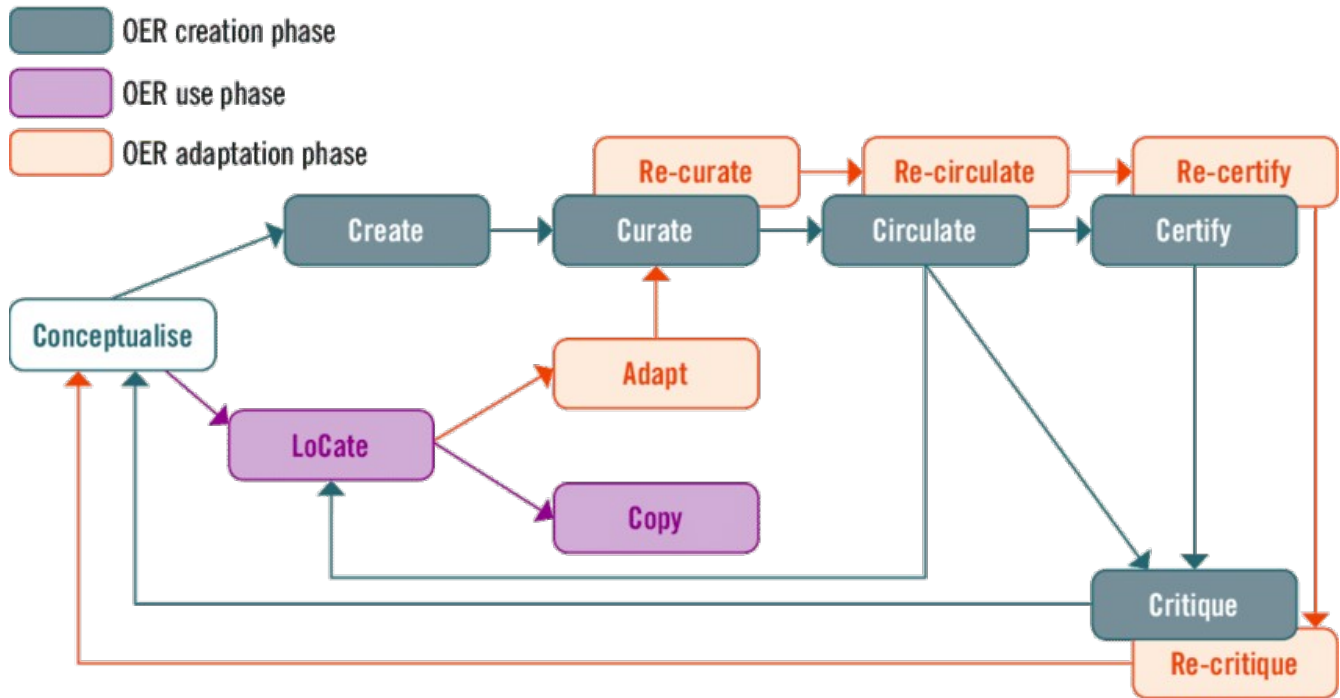 OER creation phase
OER use phase
OER adaptation phase
Re-curate
Re-circulate
Re-certify
Create
Curate
Circulate
Certify
Conceptualise
Adapt
LoCate
Copy
Critique
Re-critique